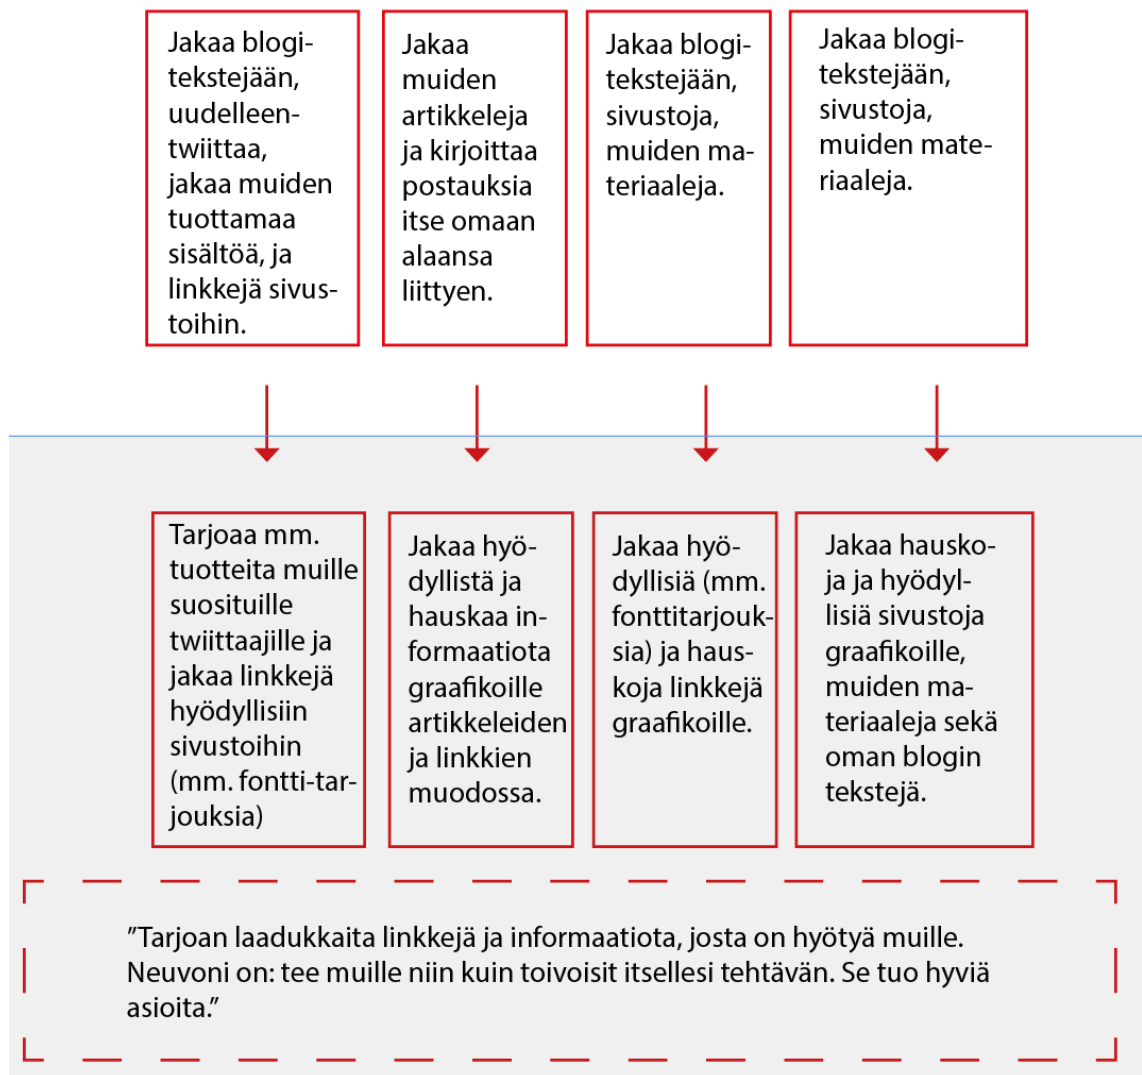 Jakaa blogi-
tekstejään,
uudelleen-
twiittaa,
jakaa muiden
tuottamaa
sisältöä, ja
linkkejä sivus-
toihin.
Jakaa
muiden
artikkeleja
ja kirjoittaa
postauksia
itse omaan
alaansa
liittyen.
Jakaa blogi-
tekstejään,
sivustoja,
muiden ma-
teriaaleja.
Jakaa blogi-
tekstejään,
sivustoja,
muiden mate-
riaaleja.
Tarjoaa mm.
tuotteita muille
suosituille
twiittaajille ja
jakaa linkkejä
hyödyllisiin
sivustoihin
(mm. fontti-tar-
jouksia)
Jakaa hyö-
dyllistä ja
hauskaa in-
formaatiota
graafikoille
artikkeleiden
ja linkkien
muodossa.
Jakaa hyö-
dyllisiä (mm.
fonttitarjouk-
sia) ja haus-
koja linkkejä
graafikoille.
Jakaa hausko-
ja ja hyödyl-
lisiä sivustoja
graafikoille,
muiden ma-
teriaaleja sekä
oman blogin
tekstejä.
”Tarjoan laadukkaita linkkejä ja informaatiota, josta on hyötyä muille.
Neuvoni on: tee muille niin kuin toivoisit itsellesi tehtävän. Se tuo hyviä
asioita.”